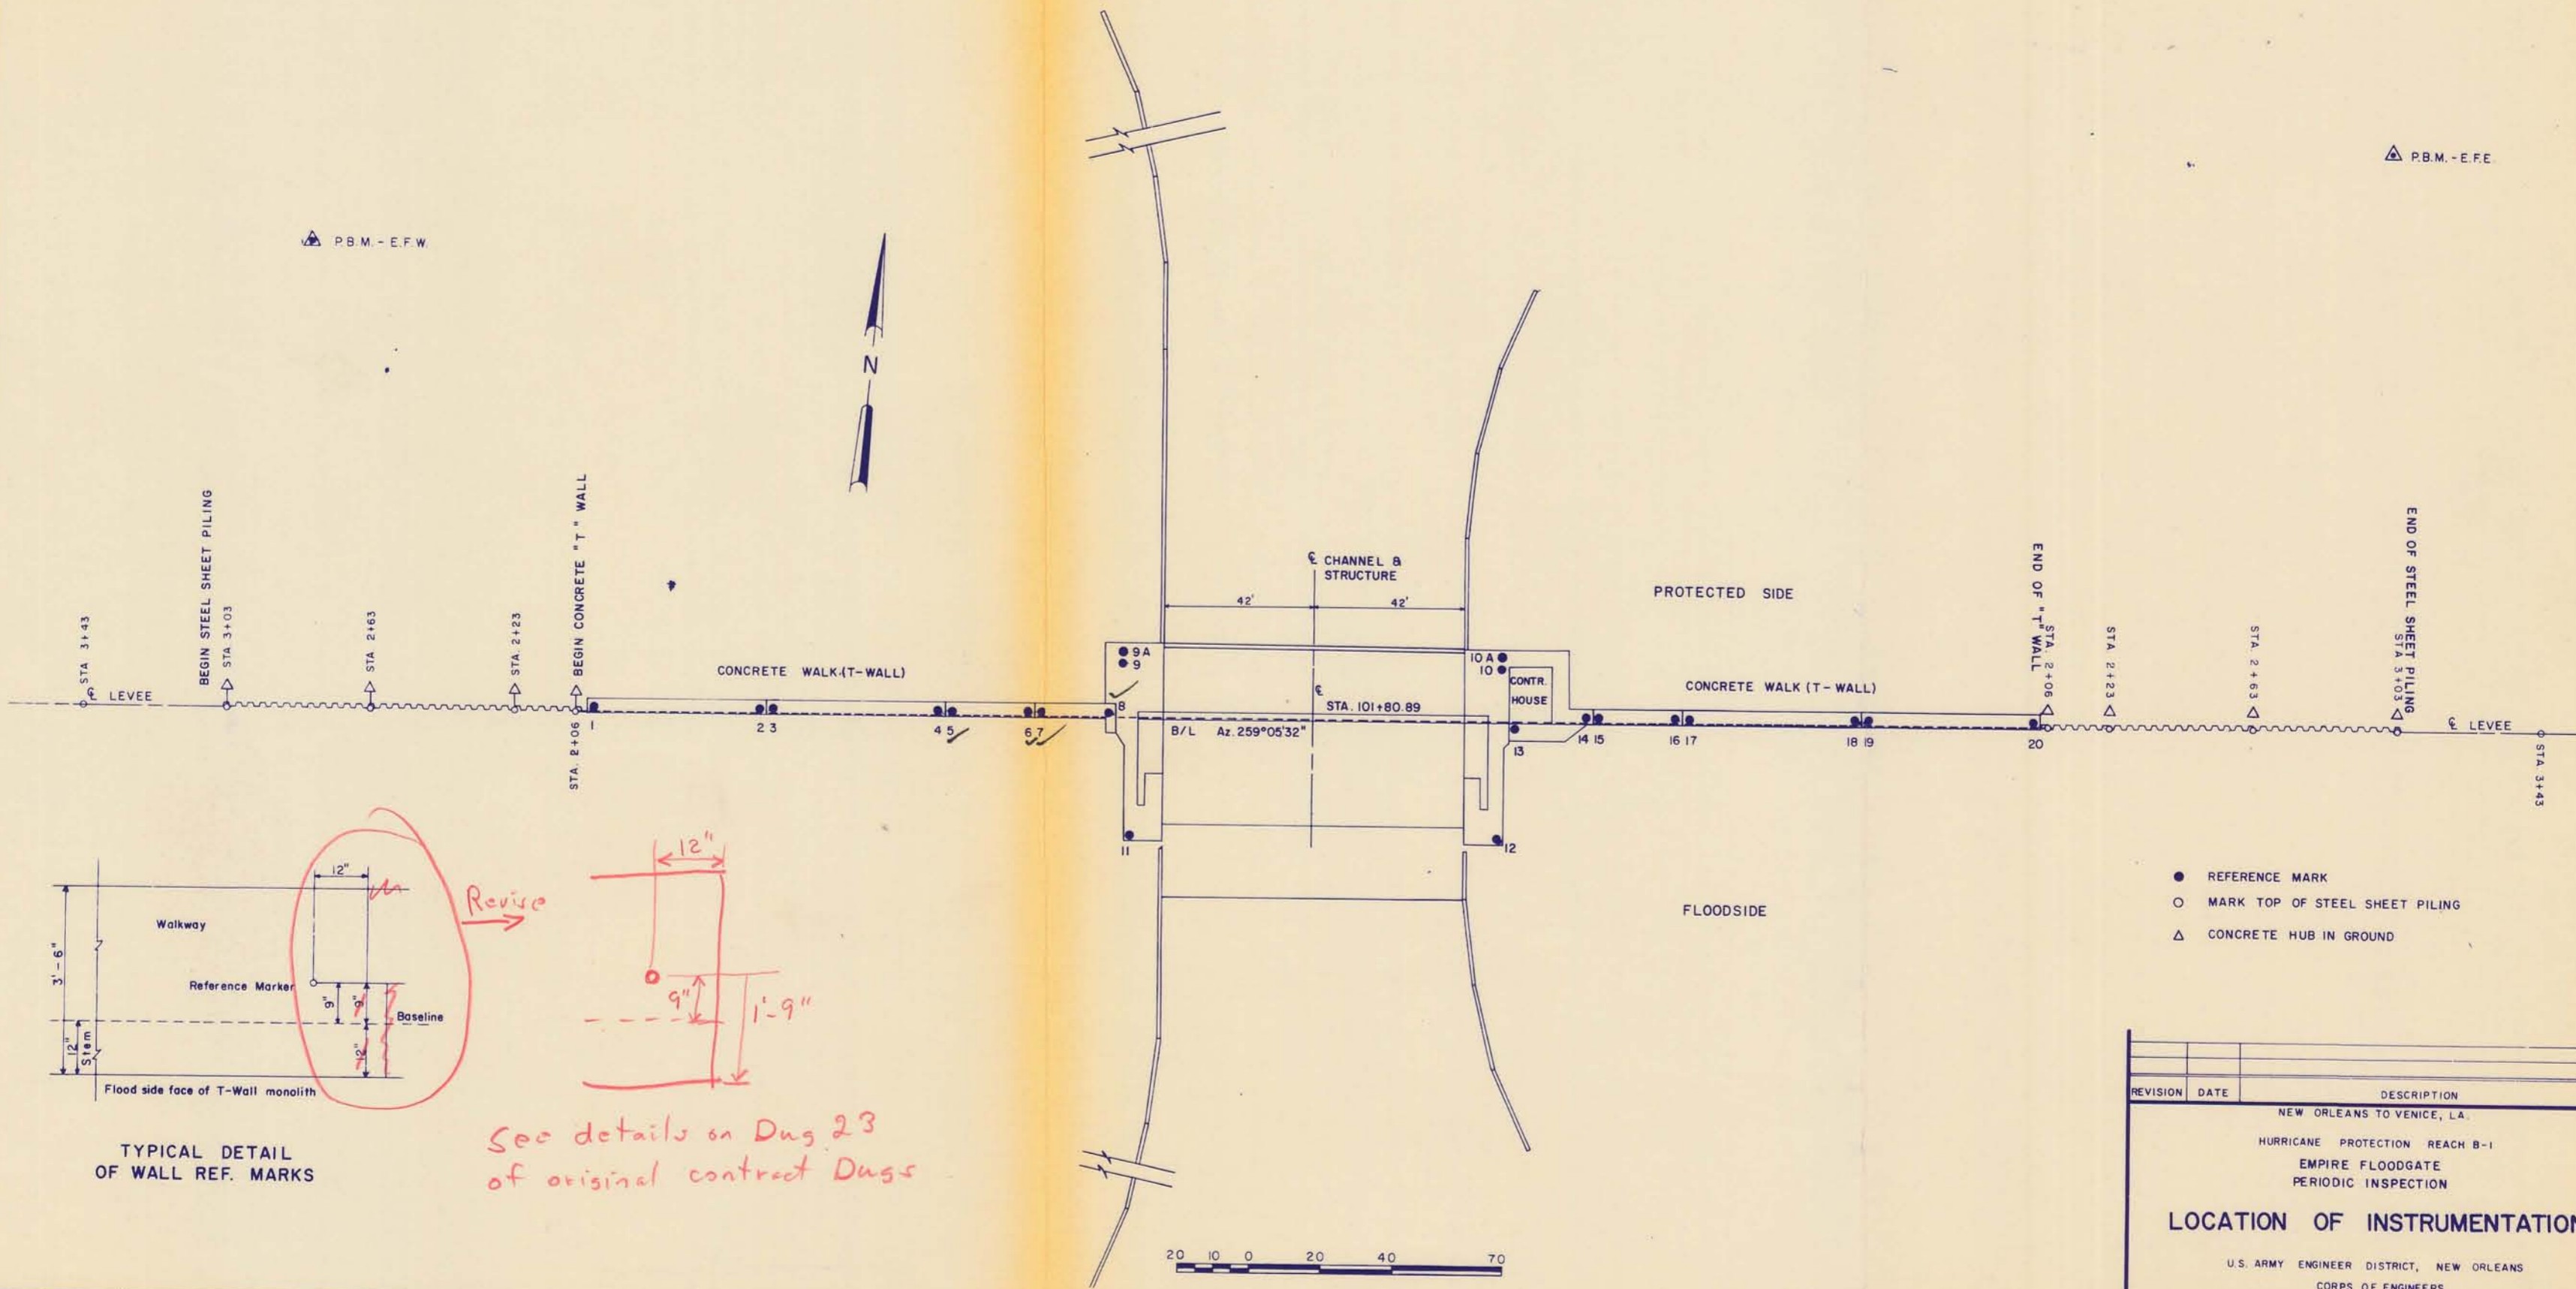 P.B.M. - E.F.W.
P.B.M. - E.F.E.
N
STA 3+43
BEGIN STEEL SHEET PILING
STA 3+03
STA 2+63
STA. 2+23
BEGIN CONCRETE "T" WALL
STA. 2+06
℄ LEVEE
CONCRETE WALK (T-WALL)
1
2 3
4 5
6 7
8
9A
9
11
℄ CHANNEL &
STRUCTURE
42'
42'
℄
STA. 101+80.89
B/L Az. 259°05'32"
10 A
10
CONTR.
HOUSE
13
12
PROTECTED SIDE
CONCRETE WALK (T-WALL)
14 15
16 17
18 19
20
END OF "T" WALL
STA. 2+06
STA 2+23
STA. 2+63
END OF STEEL SHEET PILING
STA 3+03
℄ LEVEE
STA 3+43
FLOODSIDE
REFERENCE MARK
MARK TOP OF STEEL SHEET PILING
CONCRETE HUB IN GROUND
12"
Walkway
3'-6"
Reference Marker
9"
9"
Baseline
12"
Stem
12"
Flood side face of T-Wall monolith
TYPICAL DETAIL
OF WALL REF. MARKS
Revise
12"
9"
1'-9"
See details on Dwg 23
of original contract Dwgs
20 10 0 20 40 70
REVISION DATE DESCRIPTION
NEW ORLEANS TO VENICE, LA.
HURRICANE PROTECTION REACH B-1
EMPIRE FLOODGATE
PERIODIC INSPECTION
LOCATION OF INSTRUMENTATION
U.S. ARMY ENGINEER DISTRICT, NEW ORLEANS
CORPS OF ENGINEERS